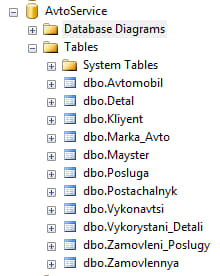 AvtoService
Database Diagrams
Tables
System Tables
dbo.Avtomobil
dbo.Detal
dbo.Kliyent
dbo.Marka_Avto
dbo.Mayster
dbo.Posluga
dbo.Postachalnyk
dbo.Vykonavtsi
dbo.Vykorystani_Detali
dbo.Zamovleni_Poslugy
dbo.Zamovlennya